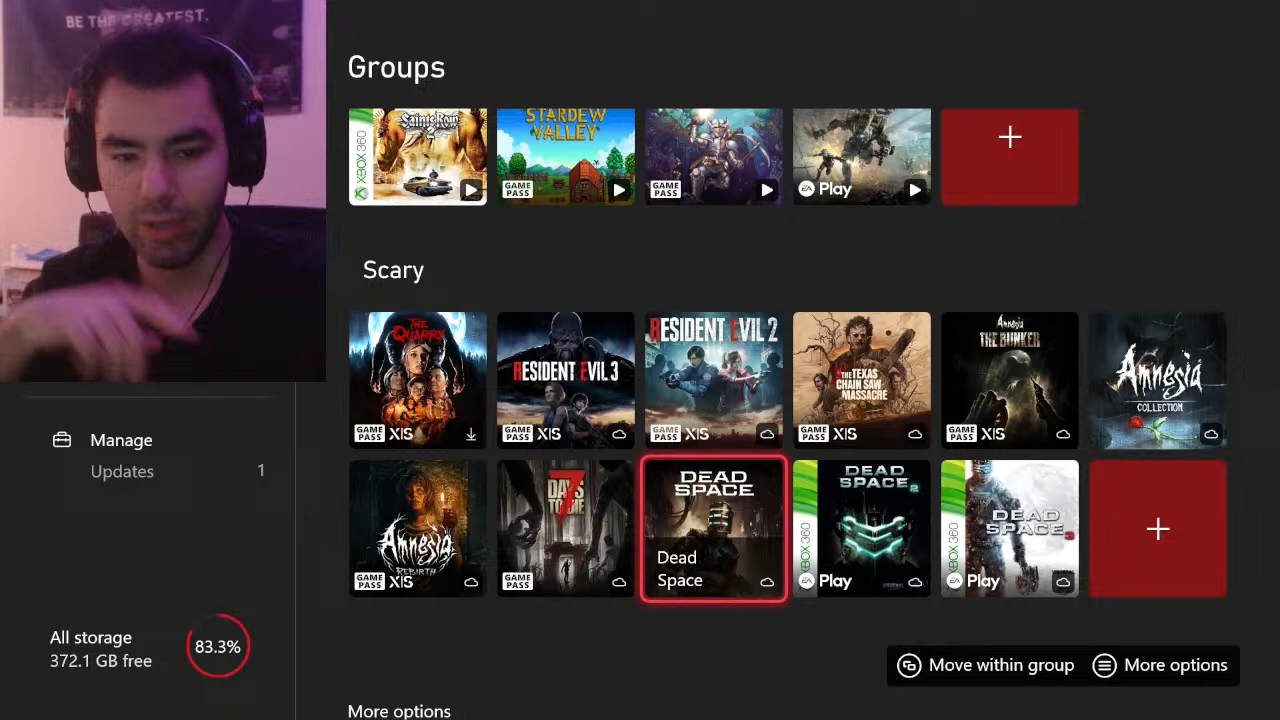 BE THE GREATEST.
Groups
XBOX 360
Saints Row
2
STARDEW
VALLEY
GAME
PASS
GAME
PASS
EA Play
Scary
THE
QUARRY
GAME
PASS X|S
RESIDENT EVIL 3
GAME
PASS X|S
RESIDENT EVIL 2
GAME
PASS X|S
THE TEXAS
CHAIN SAW
MASSACRE
GAME
PASS X|S
Amnesia
THE BUNKER
GAME
PASS X|S
Amnesia
COLLECTION
Amnesia
REBIRTH
GAME
PASS X|S
7
DAYS
TO DIE
GAME
PASS
DEAD
SPACE
Dead
Space
XBOX 360
DEAD
SPACE 2
EA Play
XBOX 360
DEAD
SPACE 3
EA Play
Manage
Updates 1
All storage
372.1 GB free
83.3%
Move within group
More options
More options